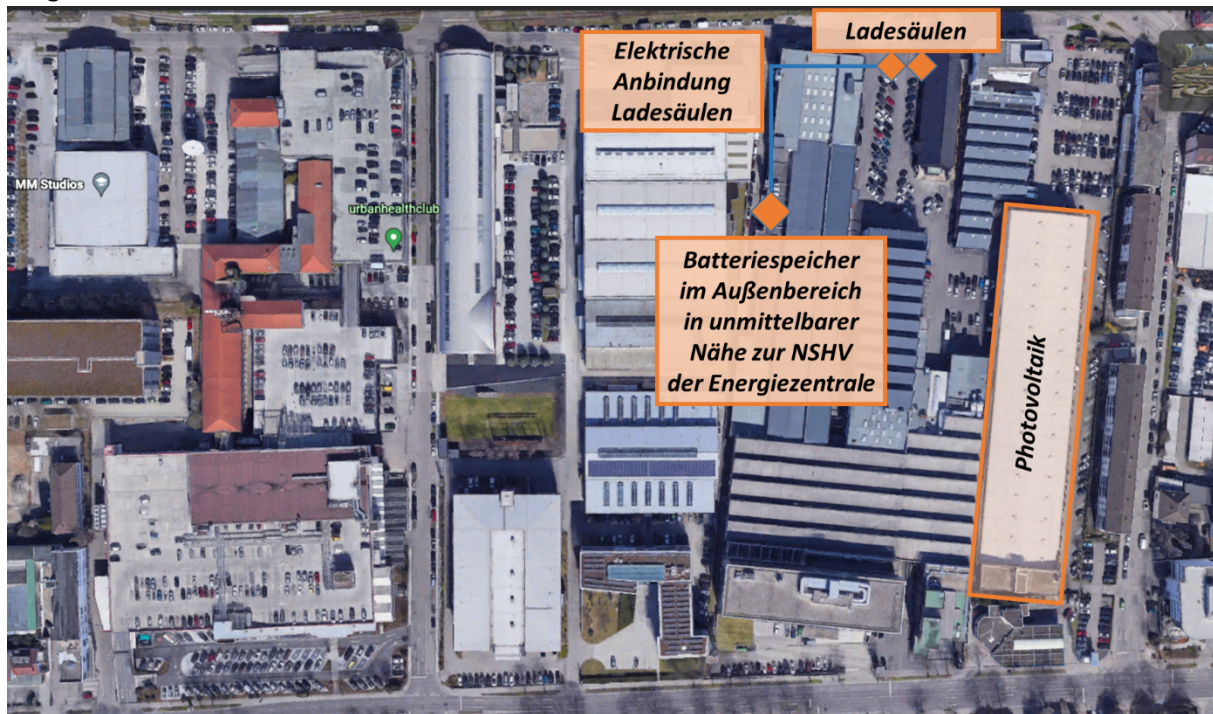 Elektrische
Anbindung
Ladesäulen
Ladesäulen
MM Studios
urbanhealthclub
Batteriespeicher
im Außenbereich
in unmittelbarer
Nähe zur NSHV
der Energiezentrale
Photovoltaik